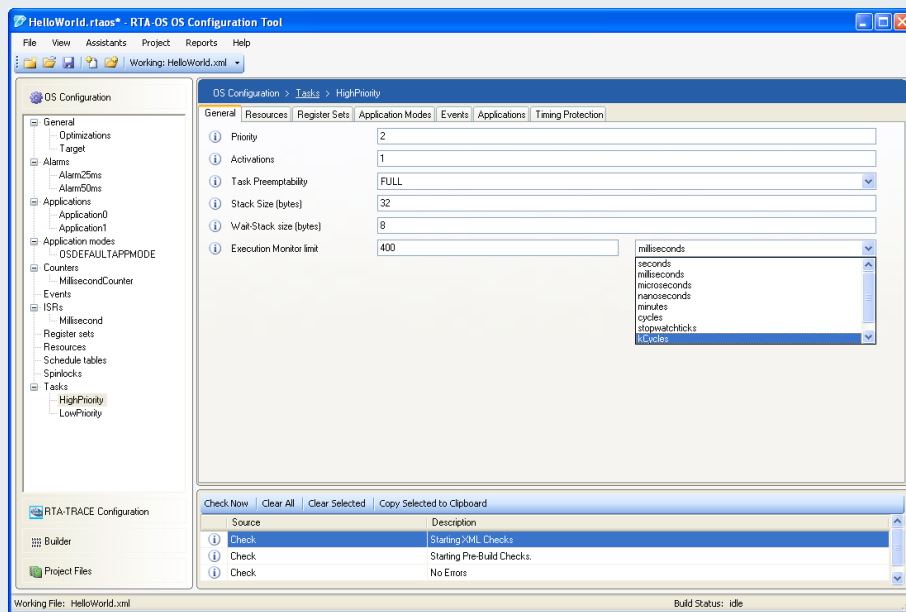 HelloWorld.rtaos* - RTA-OS OS Configuration Tool
File View Assistants Project Reports Help
Working: HelloWorld.xml
OS Configuration
General
Optimizations
Target
Alarms
Alarm25ms
Alarm50ms
Applications
Application0
Application1
Application modes
OSDEFAULTAPPMODE
Counters
MillisecondCounter
Events
ISRs
Millisecond
Register sets
Resources
Schedule tables
Spinlocks
Tasks
HighPriority
LowPriority
RTA-TRACE Configuration
Builder
Project Files
OS Configuration > Tasks > HighPriority
General Resources Register Sets Application Modes Events Applications Timing Protection
Priority 2
Activations 1
Task Preemptability FULL
Stack Size (bytes) 32
Wait-Stack size (bytes) 8
Execution Monitor limit 400 milliseconds
seconds
milliseconds
microseconds
nanoseconds
minutes
cycles
stopwatchticks
kCycles
Check Now Clear All Clear Selected Copy Selected to Clipboard
Source Description
Check Starting XML Checks
Check Starting Pre-Build Checks.
Check No Errors
Working File: HelloWorld.xml Build Status: idle